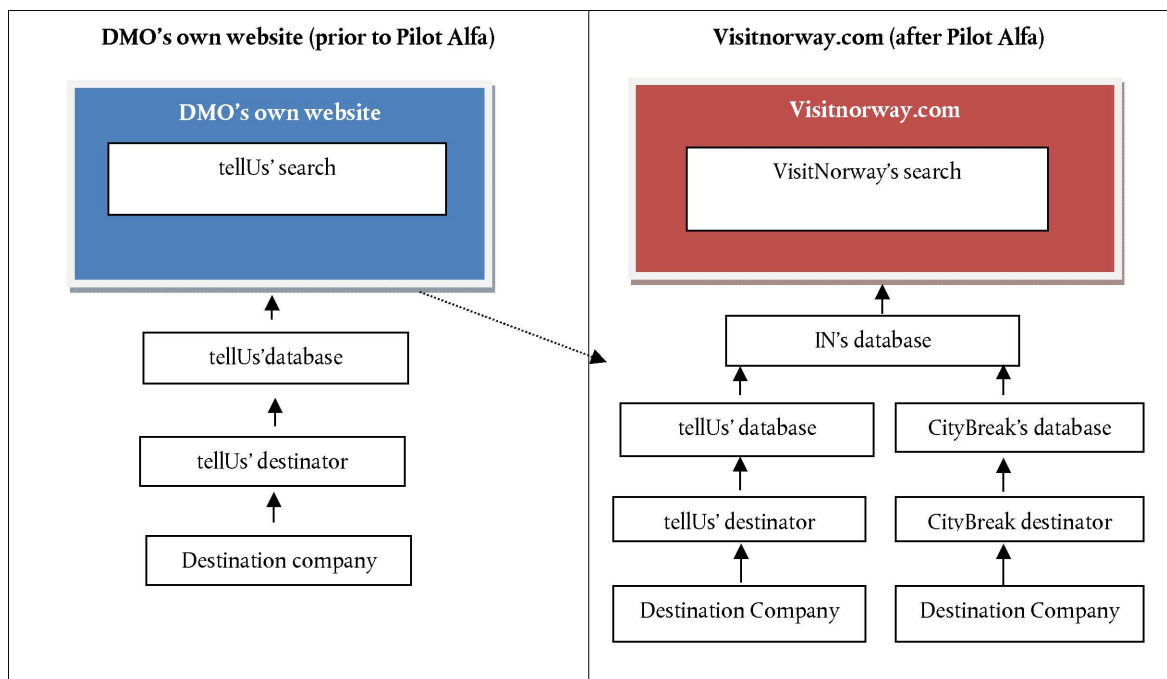 DMO's own website (prior to Pilot Alfa)
DMO's own website
tellUs' search
tellUs'database
tellUs' destinator
Destination company
Visitnorway.com (after Pilot Alfa)
Visitnorway.com
VisitNorway's search
IN's database
tellUs' database
CityBreak's database
tellUs' destinator
CityBreak destinator
Destination Company
Destination Company